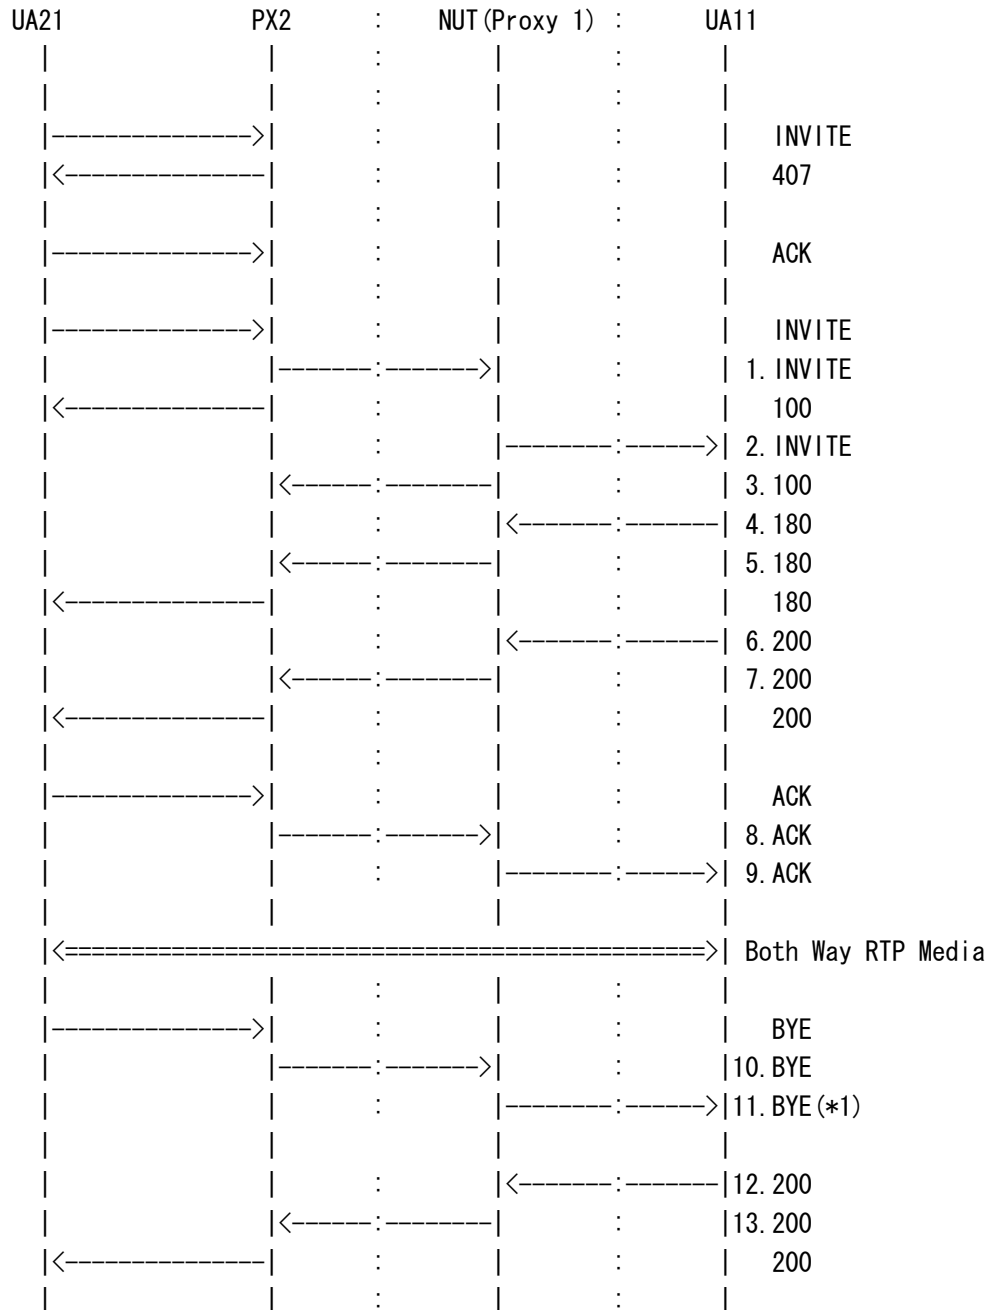 UA21 PX2 : NUT(Proxy 1) : UA11
| | : | : |
| | : | : |
|-------------->| : | : | INVITE
|<--------------| : | : | 407
| | : | : |
|-------------->| : | : | ACK
| | : | : |
|-------------->| : | : | INVITE
| |-------:------->| : | 1. INVITE
|<--------------| : | : | 100
| | : |--------:------>| 2. INVITE
| |<------:--------| : | 3. 100
| | : |<-------:-------| 4. 180
| |<------:--------| : | 5. 180
|<--------------| : | : | 180
| | : |<-------:-------| 6. 200
| |<------:--------| : | 7. 200
|<--------------| : | : | 200
| | : | : |
|-------------->| : | : | ACK
| |-------:------->| : | 8. ACK
| | : |--------:------>| 9. ACK
| | | |
|<===============================================>| Both Way RTP Media
| | : | : |
|-------------->| : | : | BYE
| |-------:------->| : |10. BYE
| | : |--------:------>|11. BYE(*1)
| | | |
| | : |<-------:-------|12. 200
| |<------:--------| : |13. 200
|<--------------| : | : | 200
| | : | : |